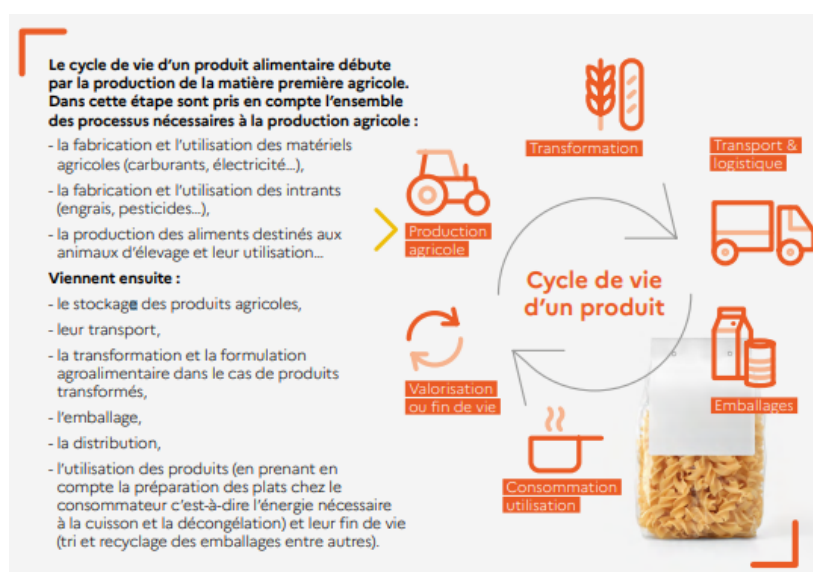 Le cycle de vie d'un produit alimentaire débute
par la production de la matière première agricole.
Dans cette étape sont pris en compte l'ensemble
des processus nécessaires à la production agricole :
- la fabrication et l'utilisation des matériels
agricoles (carburants, électricité...),
- la fabrication et l'utilisation des intrants
(engrais, pesticides...),
- la production des aliments destinés aux
animaux d'élevage et leur utilisation...
Viennent ensuite :
- le stockage des produits agricoles,
- leur transport,
- la transformation et la formulation
agroalimentaire dans le cas de produits
transformés,
- l'emballage,
- la distribution,
- l'utilisation des produits (en prenant en
compte la préparation des plats chez le
consommateur c'est-à-dire l'énergie nécessaire
à la cuisson et la décongélation) et leur fin de vie
(tri et recyclage des emballages entre autres).
Production
agricole
Transformation
Transport &
logistique
Emballages
Consommation
utilisation
Valorisation
ou fin de vie
Cycle de vie
d'un produit